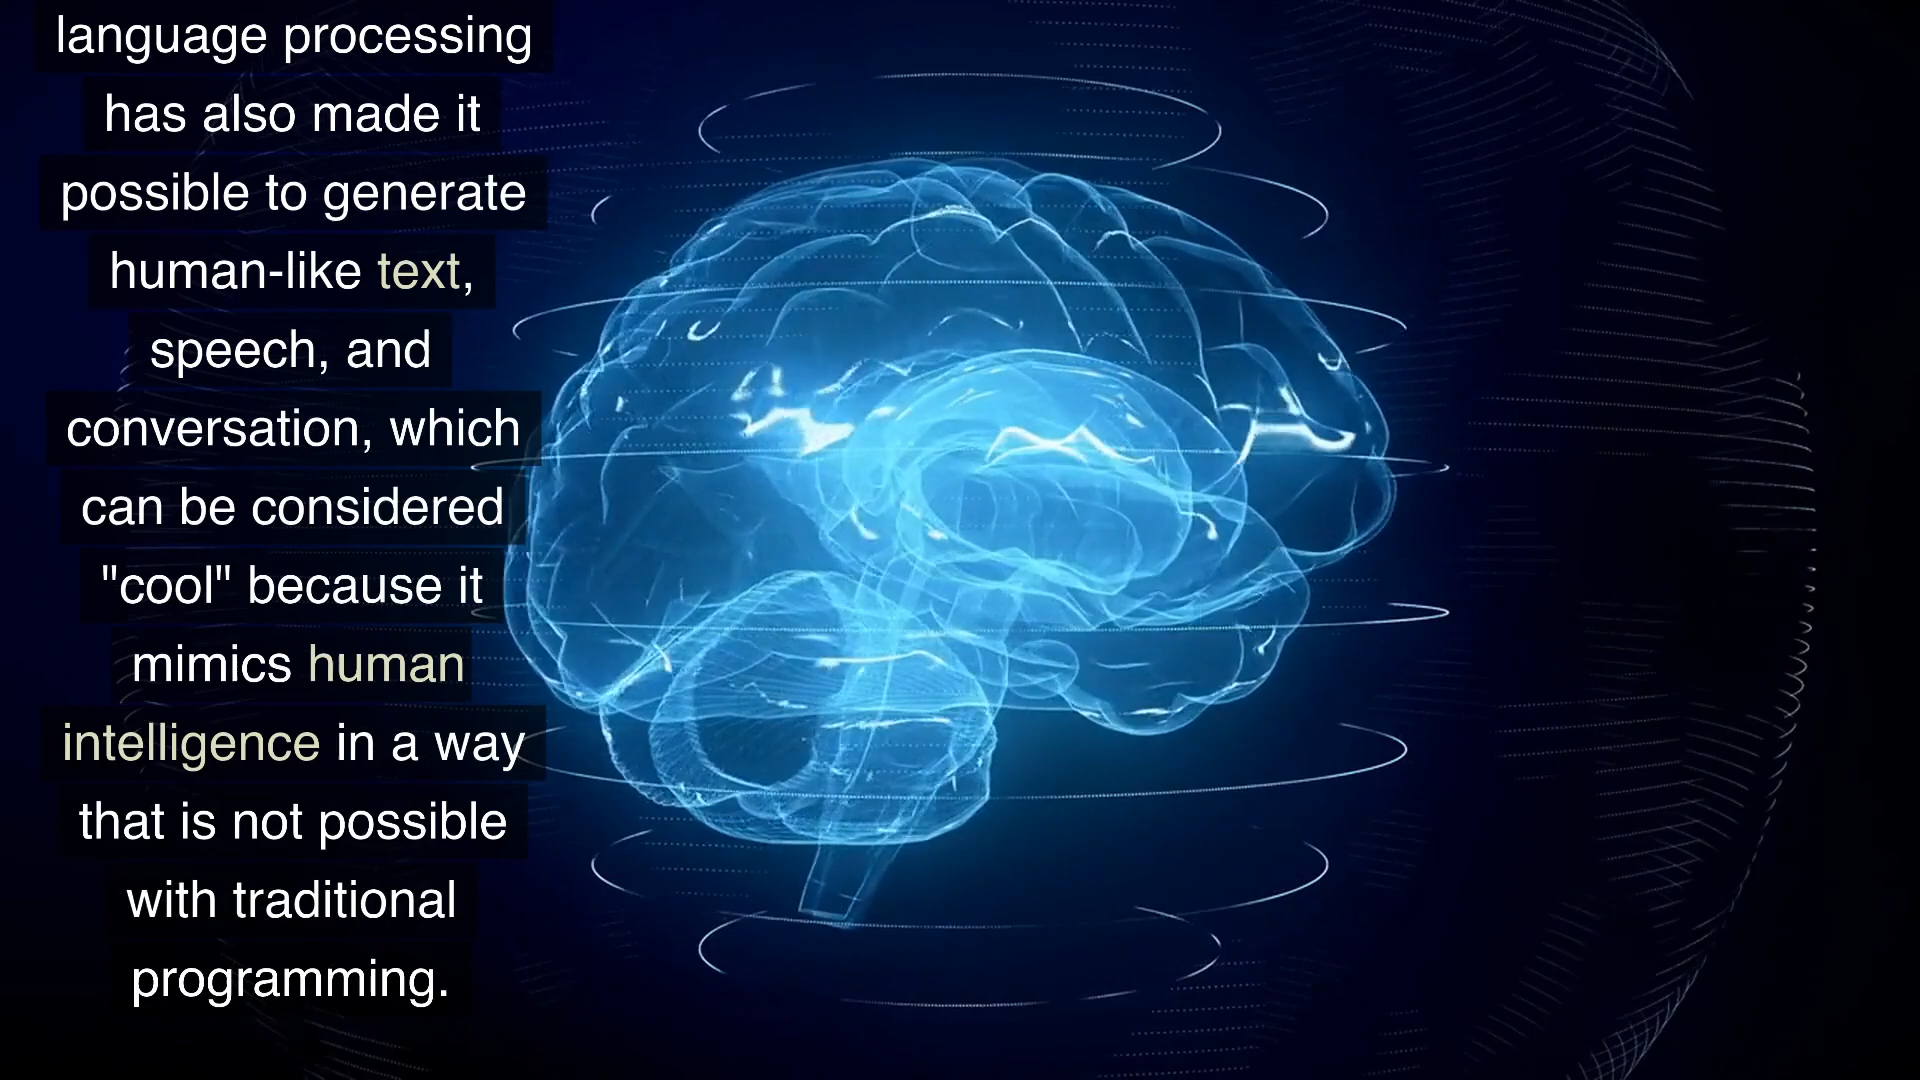 language processing
has also made it
possible to generate
human-like text,
speech, and
conversation, which
can be considered
"cool" because it
mimics human
intelligence in a way
that is not possible
with traditional
programming.